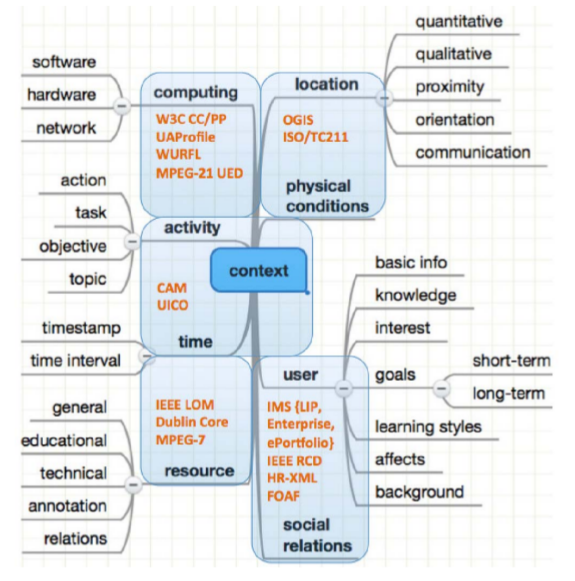 software
hardware
network
computing
W3C CC/PP
UAProfile
WURFL
MPEG-21 UED
location
OGIS
ISO/TC211
physical
conditions
quantitative
qualitative
proximity
orientation
communication
action
task
objective
topic
activity
CAM
UICO
time
timestamp
time interval
context
general
educational
technical
annotation
relations
IEEE LOM
Dublin Core
MPEG-7
resource
user
IMS {LIP,
Enterprise,
ePortfolio}
IEEE RCD
HR-XML
FOAF
social
relations
basic info
knowledge
interest
goals
short-term
long-term
learning styles
affects
background